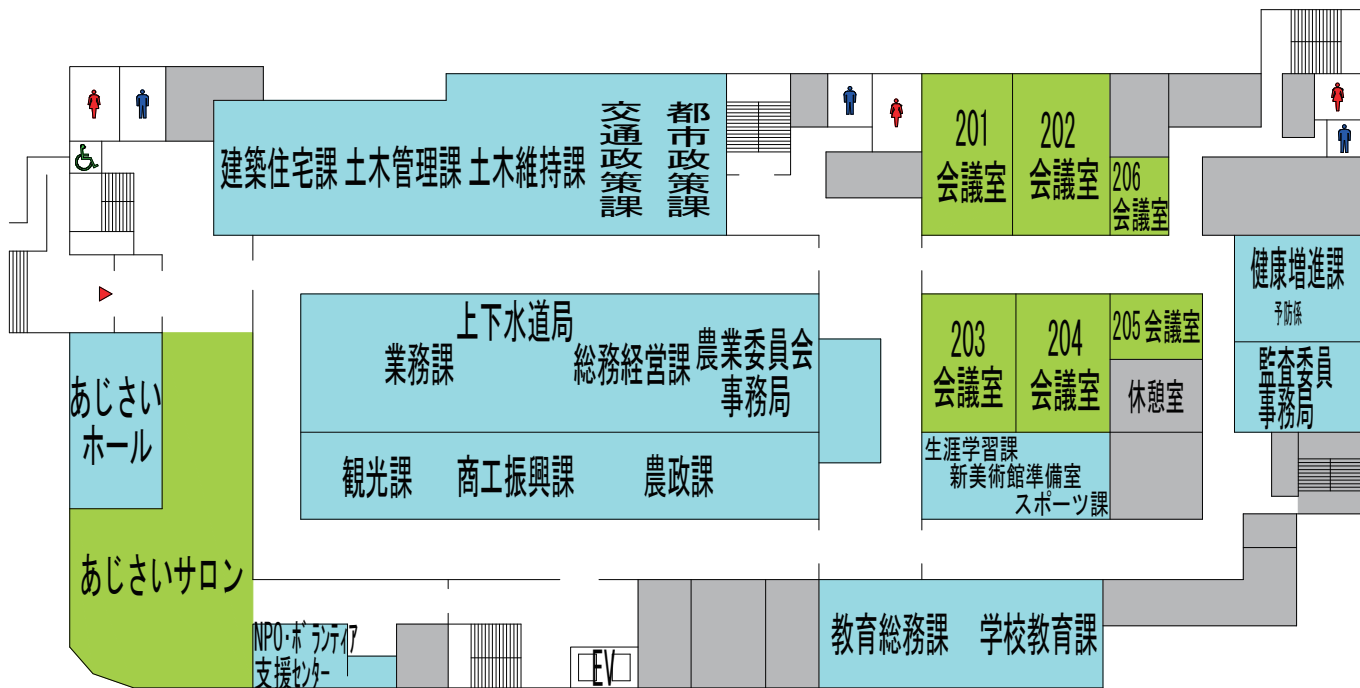 建築住宅課 土木管理課 土木維持課
交通政策課
都市政策課
201
会議室
202
会議室
206
会議室
健康増進課
予防係
監査委員
事務局
上下水道局
業務課
総務経営課
農業委員会
事務局
203
会議室
204
会議室
205 会議室
休憩室
あじさい
ホール
観光課
商工振興課
農政課
生涯学習課
新美術館準備室
スポーツ課
あじさいサロン
NPO・ボランティア
支援センター
EV
教育総務課
学校教育課